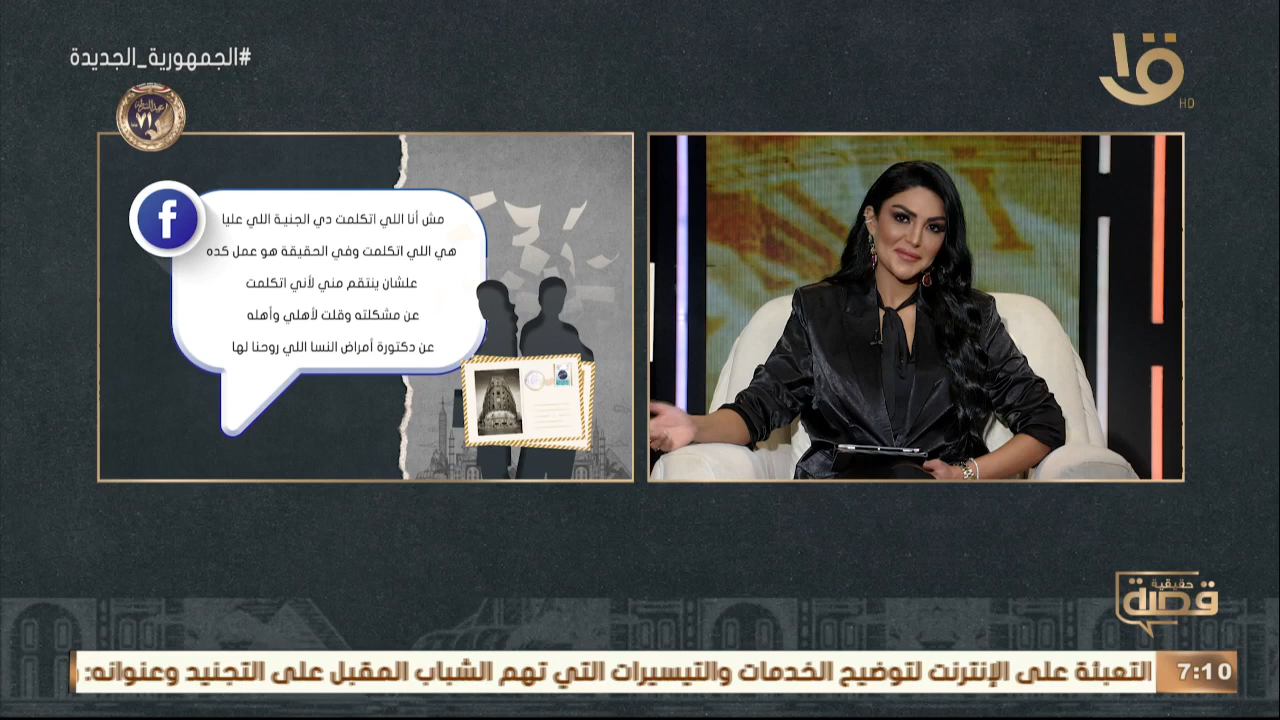 #الجمهورية_الجديدة
HD
٧١
f
مش أنا اللي اتكلمت دي الجنية اللي عليا
هي اللي اتكلمت وفي الحقيقة هو عمل كده
علشان ينتقم مني لأني اتكلمت
عن مشكلته وقلت لأهلي وأهله
عن دكتورة أمراض النسا اللي روحنا لها
قصة حقيقية
7:10 التعبئة على الإنترنت لتوضيح الخدمات والتيسيرات التي تهم الشباب المقبل على التجنيد وعنوانه: